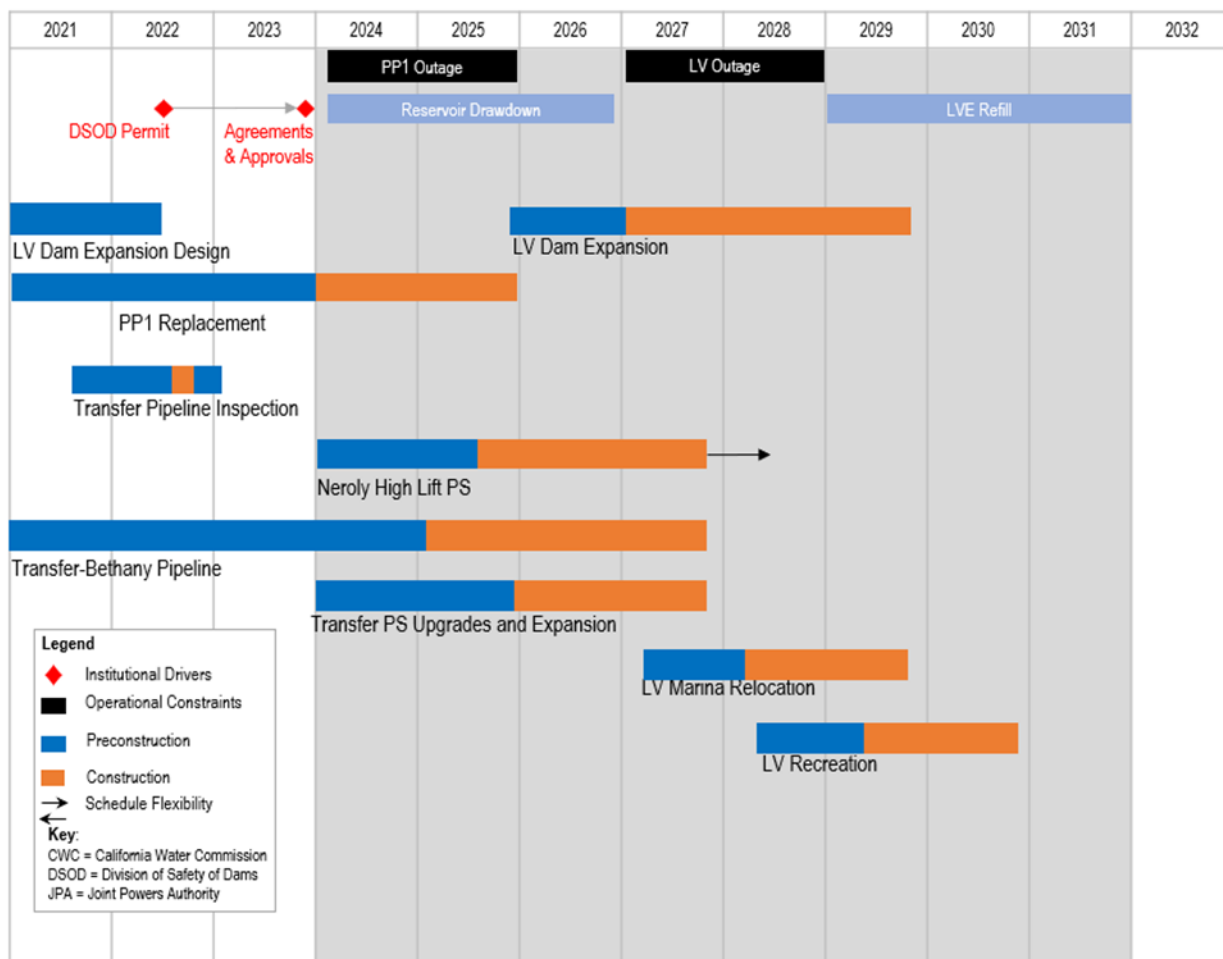 2021 2022 2023 2024 2025 2026 2027 2028 2029 2030 2031 2032
PP1 Outage
LV Outage
Reservoir Drawdown
LVE Refill
DSOD Permit
Agreements
& Approvals
LV Dam Expansion Design
LV Dam Expansion
PP1 Replacement
Transfer Pipeline Inspection
Neroly High Lift PS
Transfer-Bethany Pipeline
Transfer PS Upgrades and Expansion
LV Marina Relocation
LV Recreation
Legend
Institutional Drivers
Operational Constraints
Preconstruction
Construction
Schedule Flexibility
Key:
CWC = California Water Commission
DSOD = Division of Safety of Dams
JPA = Joint Powers Authority